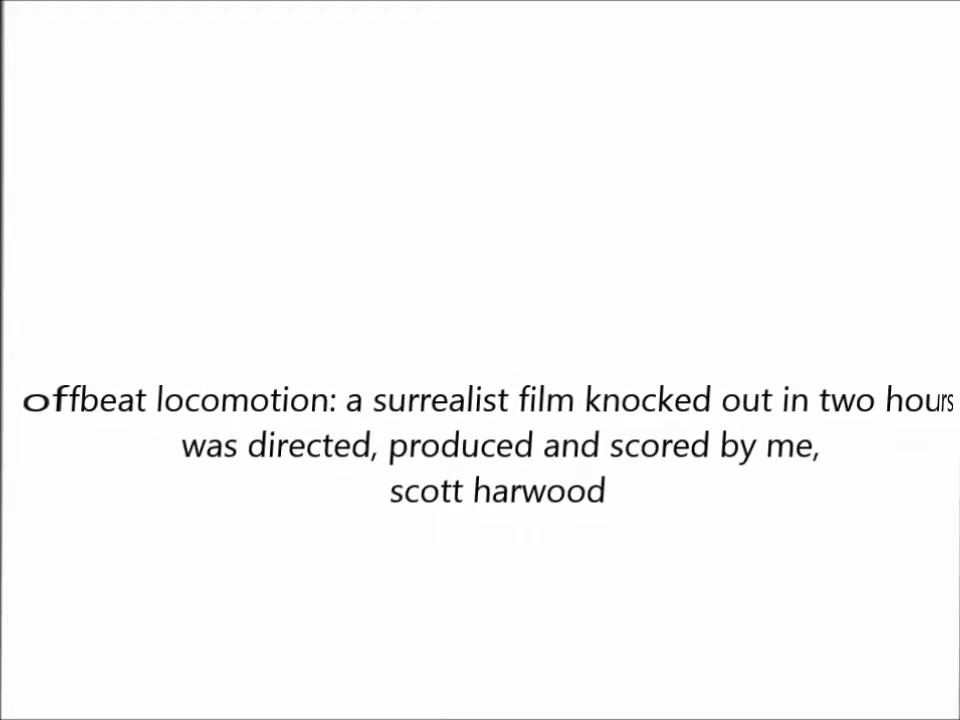 offbeat locomotion: a surrealist film knocked out in two hours
was directed, produced and scored by me,
scott harwood